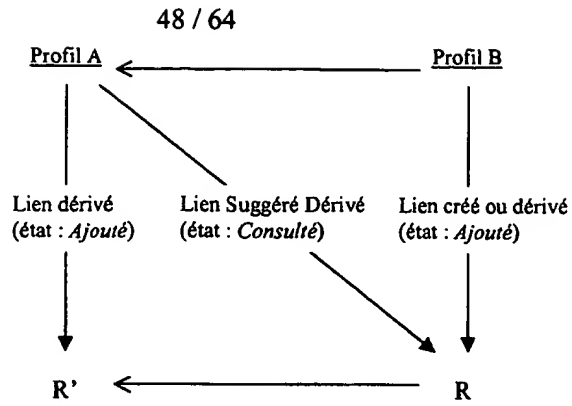 48 / 64
Profil A
Profil B
Lien dérivé
(état : Ajouté)
Lien Suggéré Dérivé
(état : Consulté)
Lien créé ou dérivé
(état : Ajouté)
R’
R